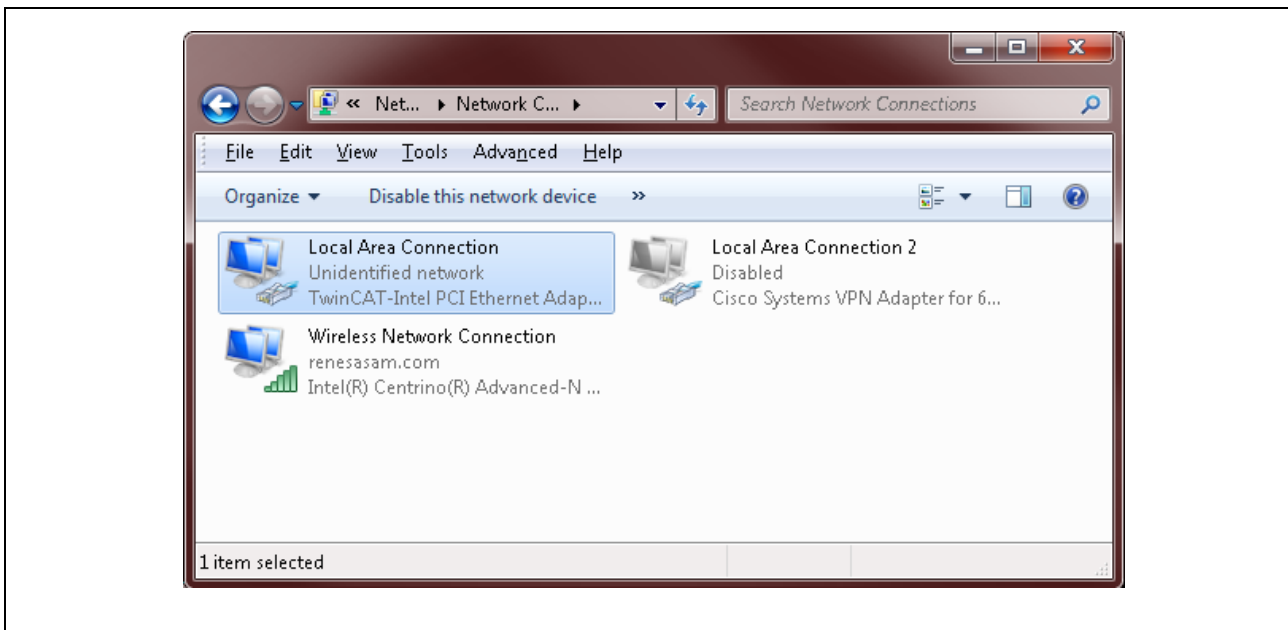 « Net... ▸ Network C... ▸
Search Network Connections
File Edit View Tools Advanced Help
Organize Disable this network device »
Local Area Connection
Unidentified network
TwinCAT-Intel PCI Ethernet Adap...
Local Area Connection 2
Disabled
Cisco Systems VPN Adapter for 6...
Wireless Network Connection
renesasam.com
Intel(R) Centrino(R) Advanced-N ...
1 item selected